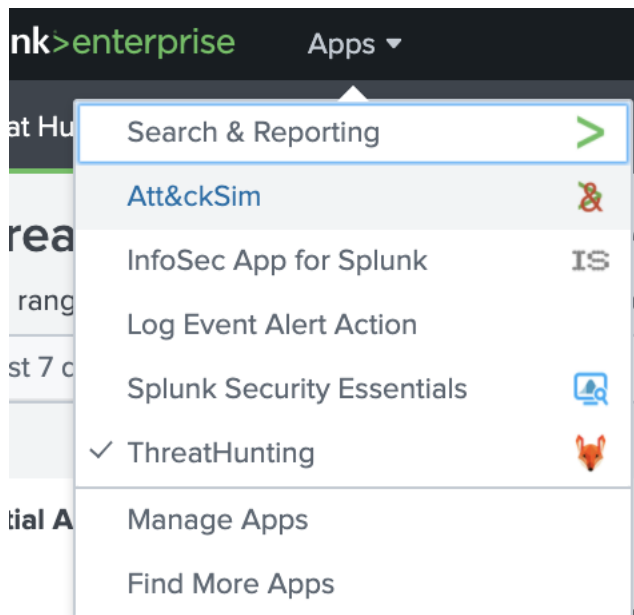 nk>enterprise Apps
at Hu
Search & Reporting
Att&ckSim
rea
InfoSec App for Splunk IS
rang
Log Event Alert Action
st 7 d
Splunk Security Essentials
ThreatHunting
tial A
Manage Apps
Find More Apps